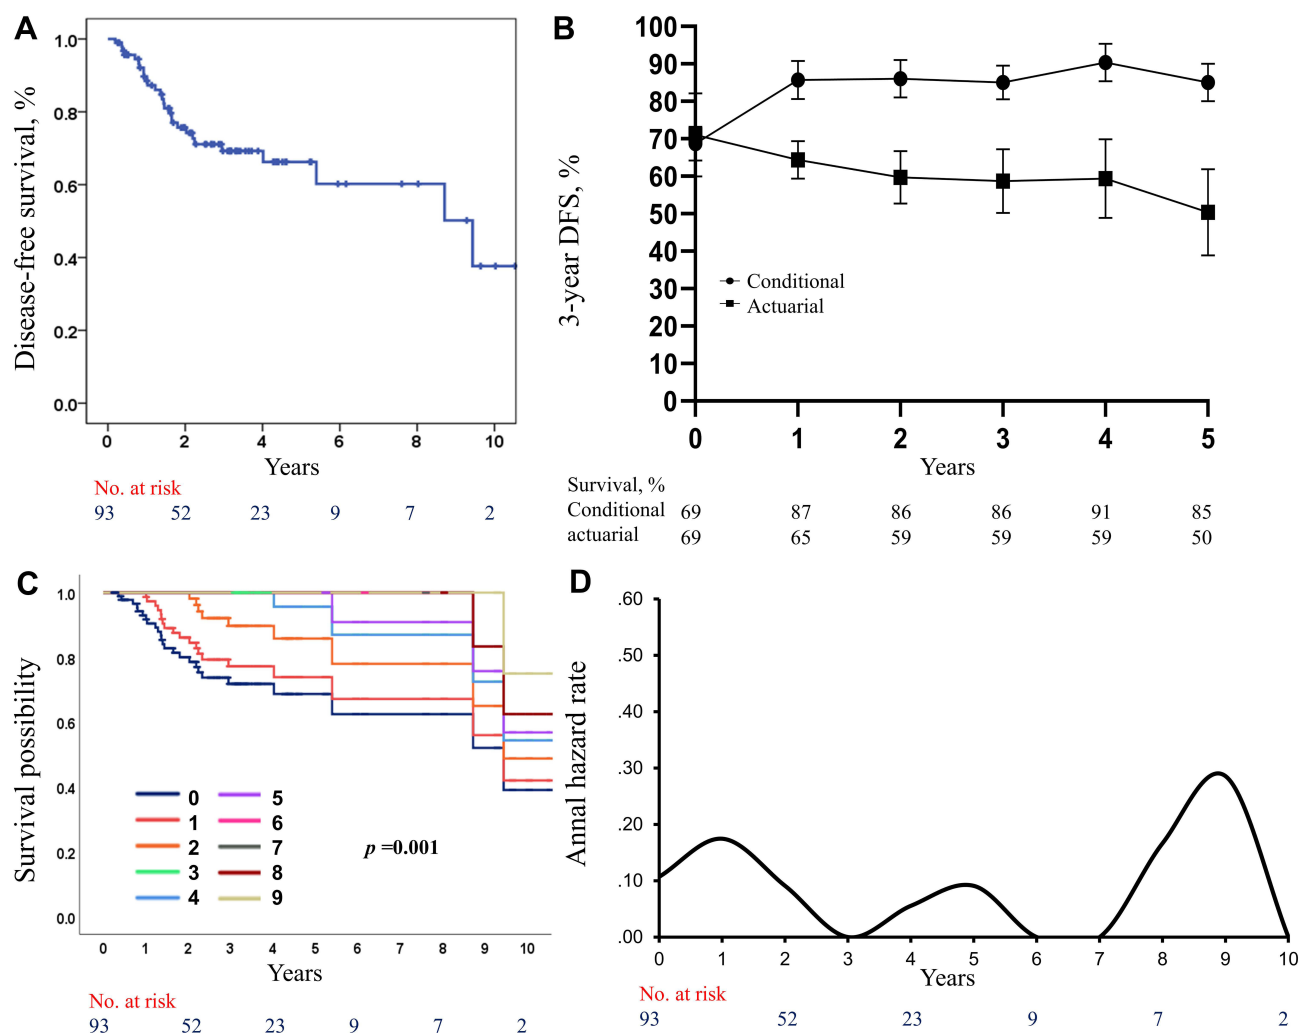 A
Disease-free survival, %
1.0
0.8
0.6
0.4
0.2
0.0
0 2 4 6 8 10
Years
No. at risk
93 52 23 9 7 2
B
3-year DFS, %
100
90
80
70
60
50
40
30
20
10
0
Conditional
Actuarial
0 1 2 3 4 5
Years
Survival, %
Conditional 69 87 86 86 91 85
actuarial 69 65 59 59 59 50
C
Survival possibility
1.0
0.8
0.6
0.4
0.2
0.0
0 5
1 6
2 7
3 8
4 9
p =0.001
0 1 2 3 4 5 6 7 8 9 10
Years
No. at risk
93 52 23 9 7 2
D
Annal hazard rate
.60
.50
.40
.30
.20
.10
.00
0 1 2 3 4 5 6 7 8 9 10
Years
No. at risk
93 52 23 9 7 2